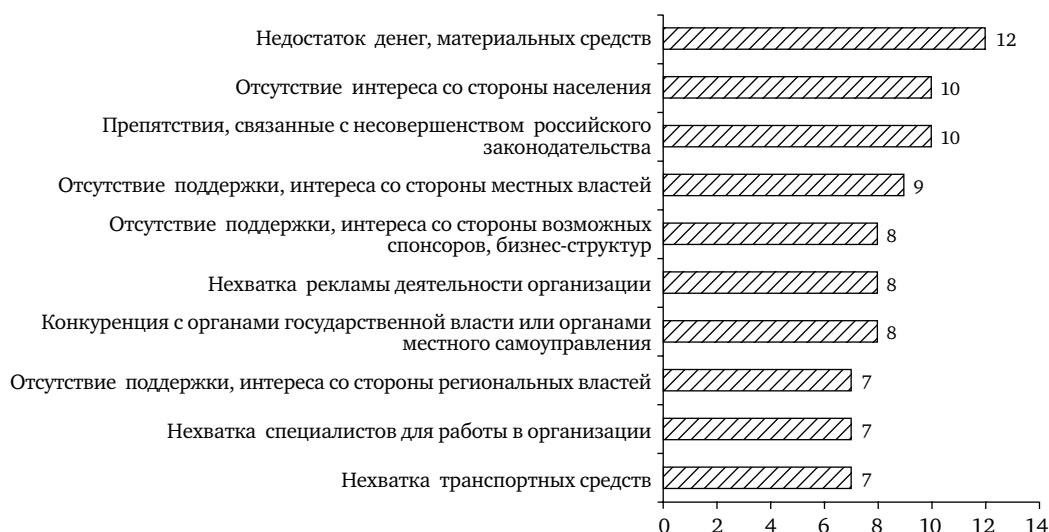 Недостаток денег, материальных средств
12
Отсутствие интереса со стороны населения
10
Препятствия, связанные с несовершенством российского
законодательства
10
Отсутствие поддержки, интереса со стороны местных властей
9
Отсутствие поддержки, интереса со стороны возможных
спонсоров, бизнес-структур
8
Нехватка рекламы деятельности организации
8
Конкуренция с органами государственной власти или органами
местного самоуправления
8
Отсутствие поддержки, интереса со стороны региональных властей
7
Нехватка специалистов для работы в организации
7
Нехватка транспортных средств
7
0 2 4 6 8 10 12 14